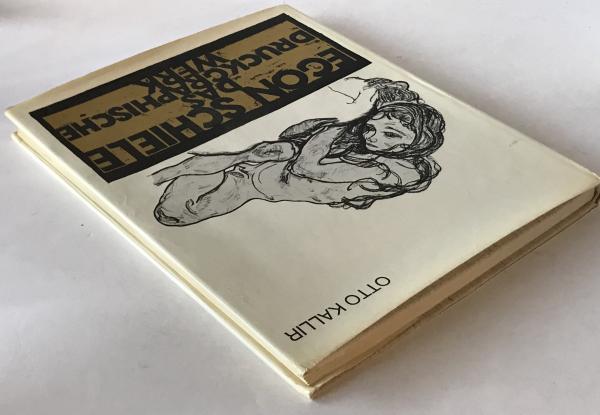 EGON SCHIELE
DAS
DRUCKGRAPHISCHE
WERK
OTTO KALLIR